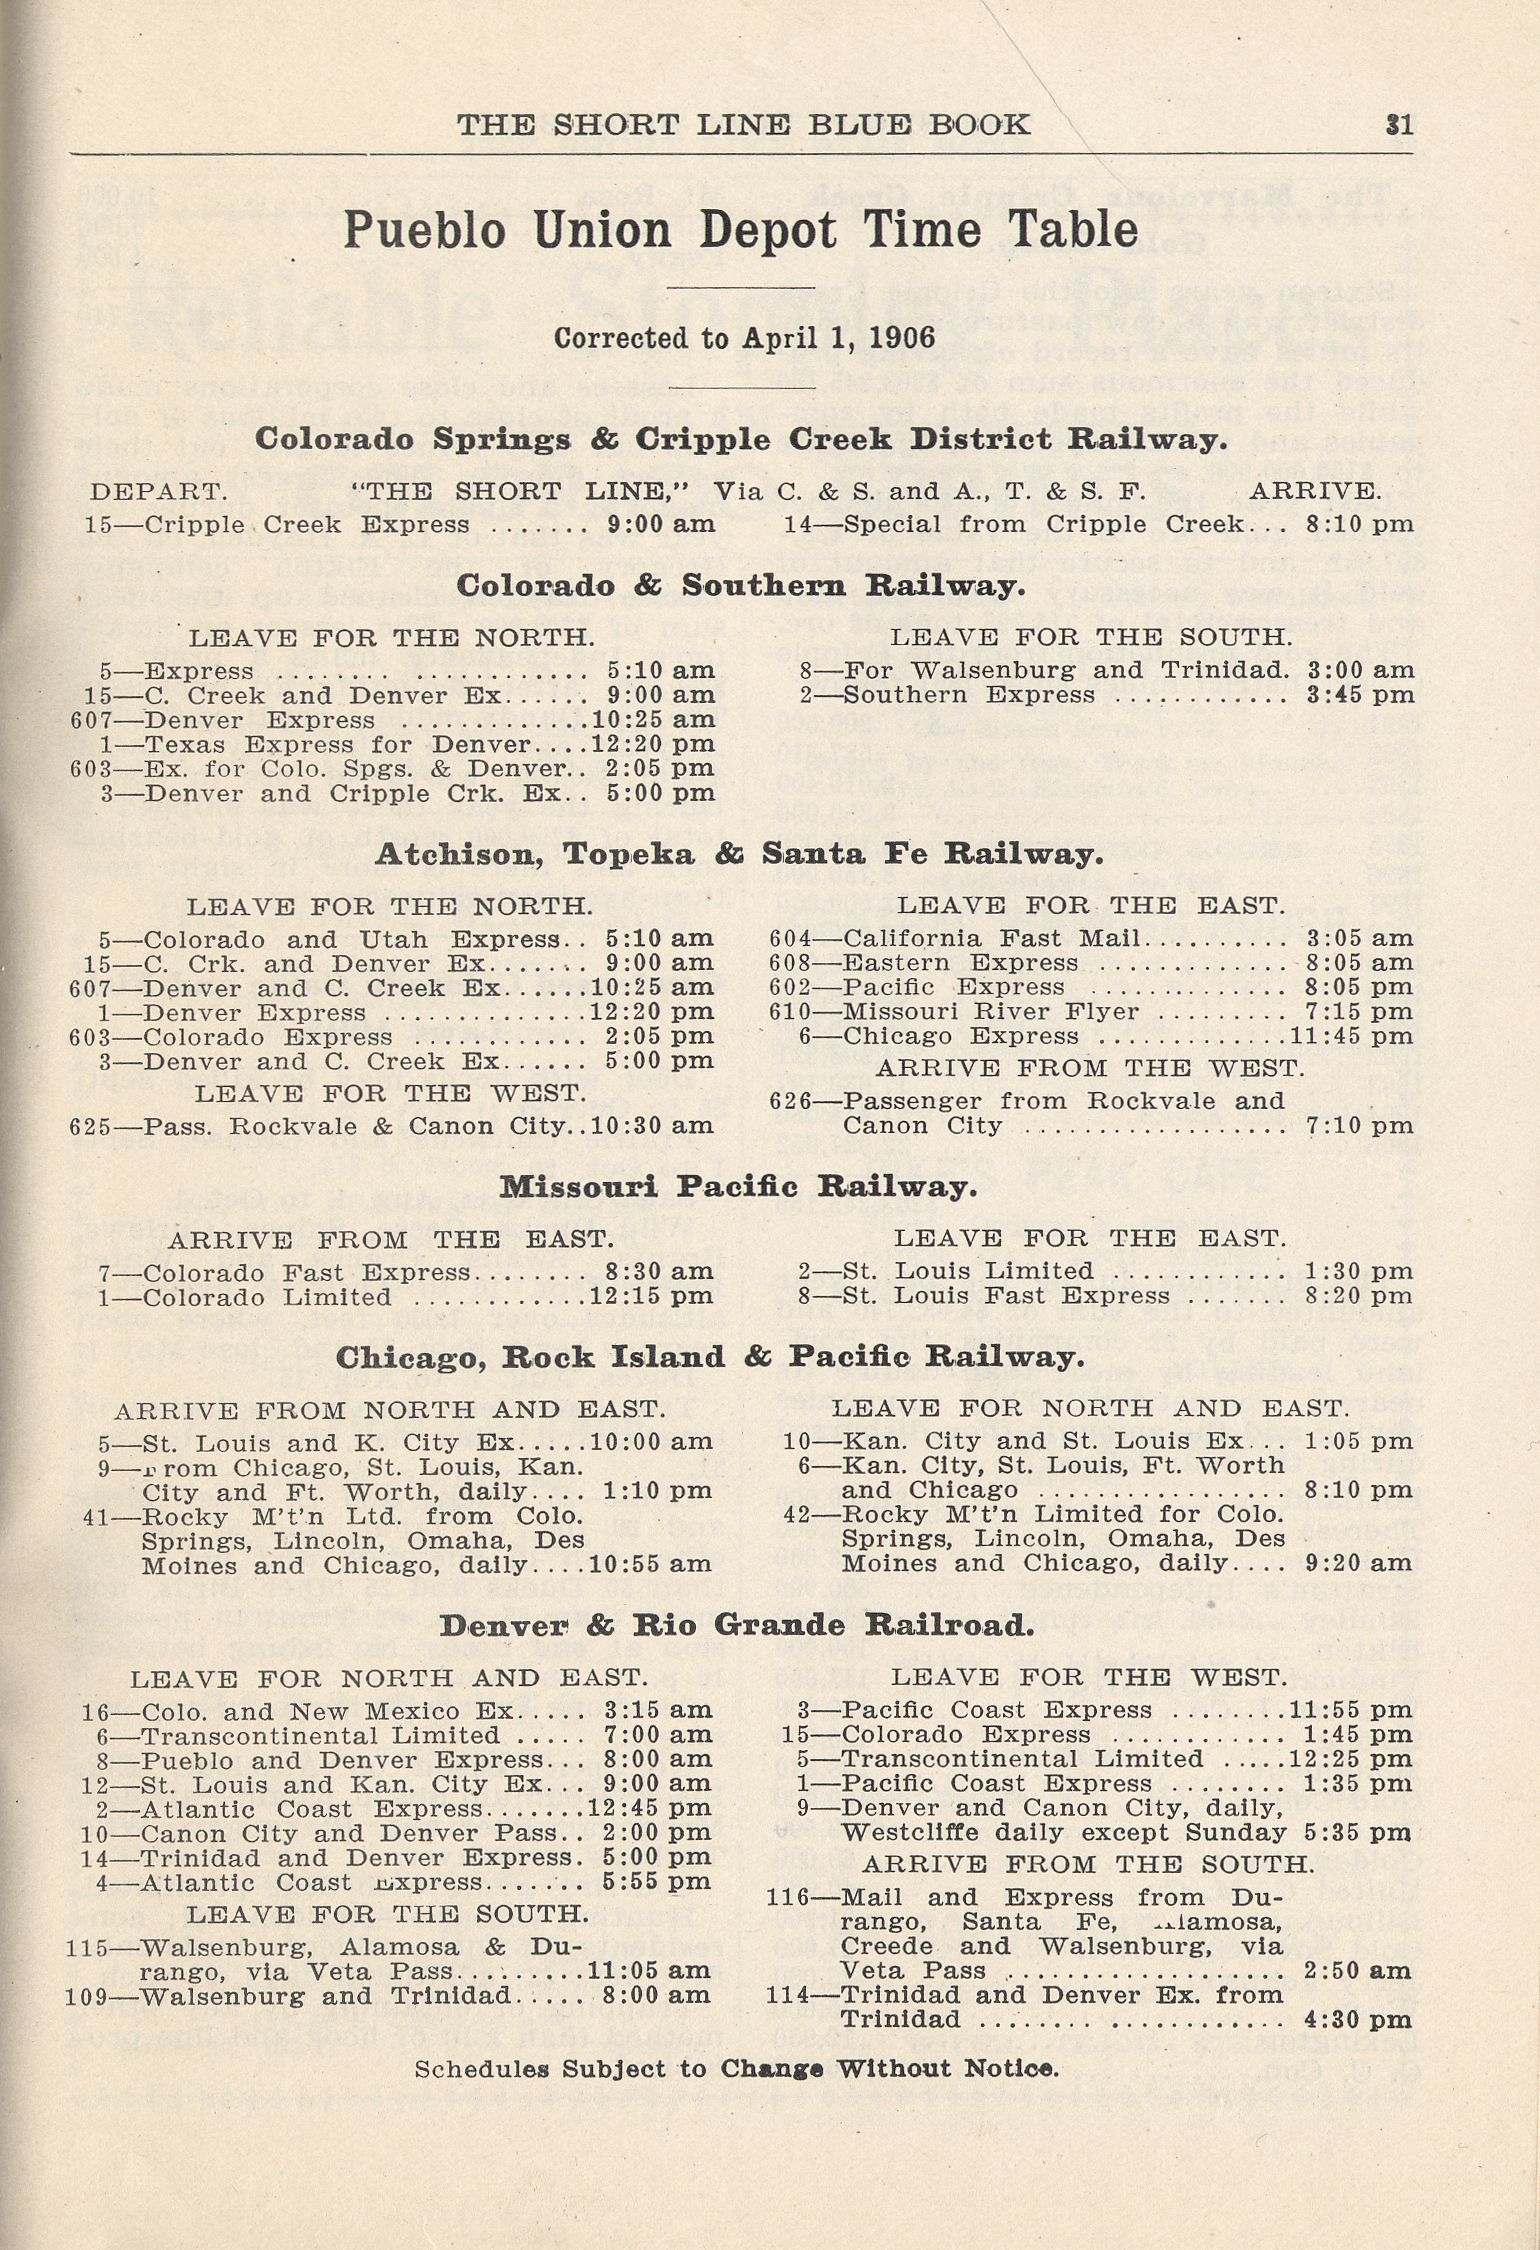 THE SHORT LINE BLUE BOOK 31
Pueblo Union Depot Time Table
Corrected to April 1, 1906
Colorado Springs & Cripple Creek District Railway.
DEPART. "THE SHORT LINE," Via C. & S. and A., T. & S. F. ARRIVE.
15—Cripple Creek Express ....... 9:00 am
14—Special from Cripple Creek... 8:10 pm
Colorado & Southern Railway.
LEAVE FOR THE NORTH.
5—Express ........ ............ 5:10 am
15—C. Creek and Denver Ex...... 9:00 am
607—Denver Express .............10:25 am
1—Texas Express for Denver....12:20 pm
603—Ex. for Colo. Spgs. & Denver.. 2:05 pm
3—Denver and Cripple Crk. Ex.. 5:00 pm
LEAVE FOR THE SOUTH.
8—For Walsenburg and Trinidad. 3:00 am
2—Southern Express ............ 3:45 pm
Atchison, Topeka & Santa Fe Railway.
LEAVE FOR THE NORTH.
5—Colorado and Utah Express.. 5:10 am
15—C. Crk. and Denver Ex....... 9:00 am
607—Denver and C. Creek Ex......10:25 am
1—Denver Express ..............12:20 pm
603—Colorado Express ............ 2:05 pm
3—Denver and C. Creek Ex...... 5:00 pm
LEAVE FOR THE WEST.
625—Pass. Rockvale & Canon City..10:30 am
LEAVE FOR THE EAST.
604—California Fast Mail.......... 3:05 am
608—Eastern Express ............. 8:05 am
602—Pacific Express ............. 8:05 pm
610—Missouri River Flyer ......... 7:15 pm
6—Chicago Express .............11:45 pm
ARRIVE FROM THE WEST.
626—Passenger from Rockvale and
Canon City .................. 7:10 pm
Missouri Pacific Railway.
ARRIVE FROM THE EAST.
7—Colorado Fast Express........ 8:30 am
1—Colorado Limited ............12:15 pm
LEAVE FOR THE EAST.
2—St. Louis Limited ............ 1:30 pm
8—St. Louis Fast Express ....... 8:20 pm
Chicago, Rock Island & Pacific Railway.
ARRIVE FROM NORTH AND EAST.
5—St. Louis and K. City Ex.....10:00 am
9—From Chicago, St. Louis, Kan.
City and Ft. Worth, daily.... 1:10 pm
41—Rocky M't'n Ltd. from Colo.
Springs, Lincoln, Omaha, Des
Moines and Chicago, daily....10:55 am
LEAVE FOR NORTH AND EAST.
10—Kan. City and St. Louis Ex... 1:05 pm
6—Kan. City, St. Louis, Ft. Worth
and Chicago ................. 8:10 pm
42—Rocky M't'n Limited for Colo.
Springs, Lincoln, Omaha, Des
Moines and Chicago, daily.... 9:20 am
Denver & Rio Grande Railroad.
LEAVE FOR NORTH AND EAST.
16—Colo. and New Mexico Ex..... 3:15 am
6—Transcontinental Limited ..... 7:00 am
8—Pueblo and Denver Express... 8:00 am
12—St. Louis and Kan. City Ex... 9:00 am
2—Atlantic Coast Express.......12:45 pm
10—Canon City and Denver Pass.. 2:00 pm
14—Trinidad and Denver Express. 5:00 pm
4—Atlantic Coast Express....... 5:55 pm
LEAVE FOR THE SOUTH.
115—Walsenburg, Alamosa & Du-
rango, via Veta Pass.........11:05 am
109—Walsenburg and Trinidad..... 8:00 am
LEAVE FOR THE WEST.
3—Pacific Coast Express ........11:55 pm
15—Colorado Express ............ 1:45 pm
5—Transcontinental Limited .....12:25 pm
1—Pacific Coast Express ........ 1:35 pm
9—Denver and Canon City, daily,
Westcliffe daily except Sunday 5:35 pm
ARRIVE FROM THE SOUTH.
116—Mail and Express from Du-
rango, Santa Fe, Alamosa,
Creede and Walsenburg, via
Veta Pass ................... 2:50 am
114—Trinidad and Denver Ex. from
Trinidad ........ ............ 4:30 pm
Schedules Subject to Change Without Notice.